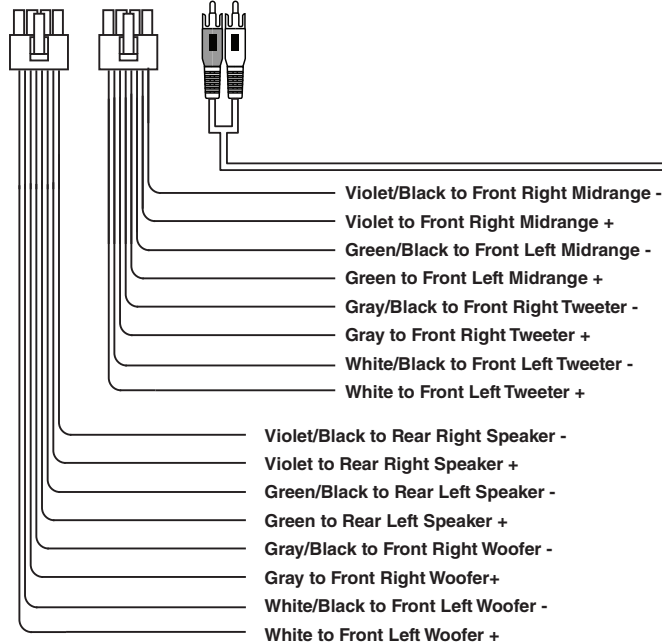 Violet/Black to Front Right Midrange -
Violet to Front Right Midrange +
Green/Black to Front Left Midrange -
Green to Front Left Midrange +
Gray/Black to Front Right Tweeter -
Gray to Front Right Tweeter +
White/Black to Front Left Tweeter -
White to Front Left Tweeter +
Violet/Black to Rear Right Speaker -
Violet to Rear Right Speaker +
Green/Black to Rear Left Speaker -
Green to Rear Left Speaker +
Gray/Black to Front Right Woofer -
Gray to Front Right Woofer+
White/Black to Front Left Woofer -
White to Front Left Woofer +